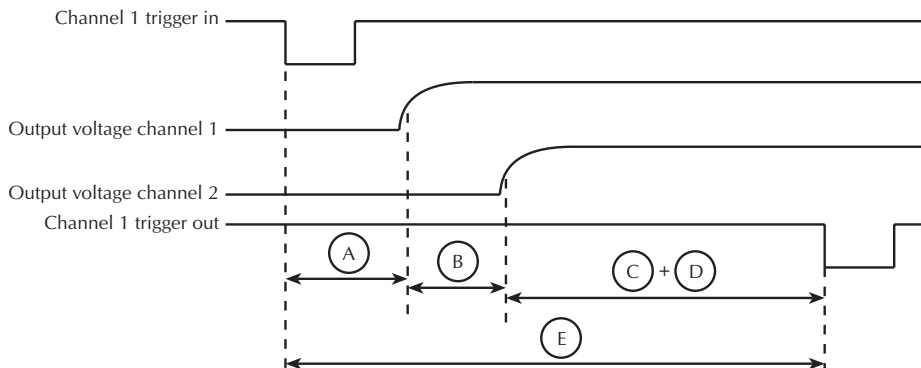 Channel 1 trigger in
Output voltage channel 1
Output voltage channel 2
Channel 1 trigger out
A
B
C + D
E